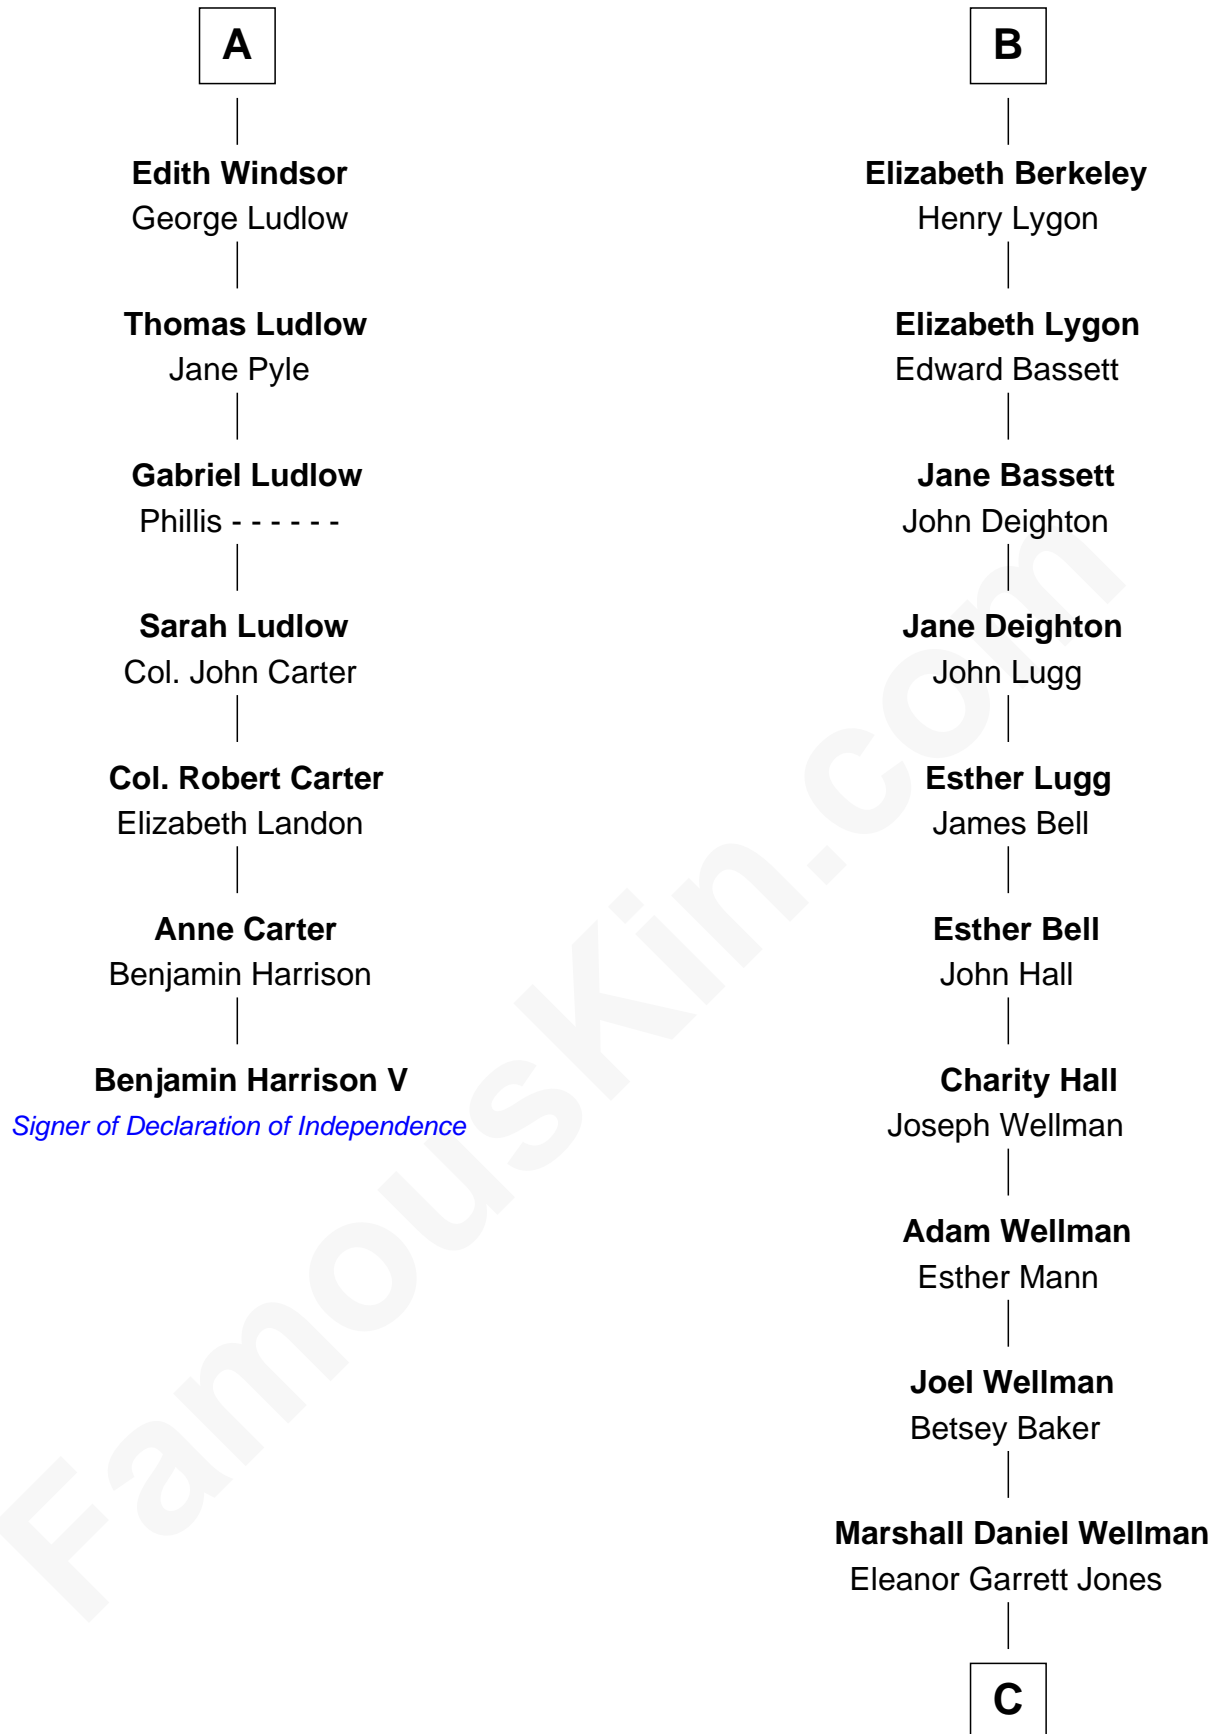 A
Edith Windsor
George Ludlow
Thomas Ludlow
Jane Pyle
Gabriel Ludlow
Phillis - - - - - -
Sarah Ludlow
Col. John Carter
Col. Robert Carter
Elizabeth Landon
Anne Carter
Benjamin Harrison
Benjamin Harrison V
Signer of Declaration of Independence
B
Elizabeth Berkeley
Henry Lygon
Elizabeth Lygon
Edward Bassett
Jane Bassett
John Deighton
Jane Deighton
John Lugg
Esther Lugg
James Bell
Esther Bell
John Hall
Charity Hall
Joseph Wellman
Adam Wellman
Esther Mann
Joel Wellman
Betsey Baker
Marshall Daniel Wellman
Eleanor Garrett Jones
C
FamousKin.com